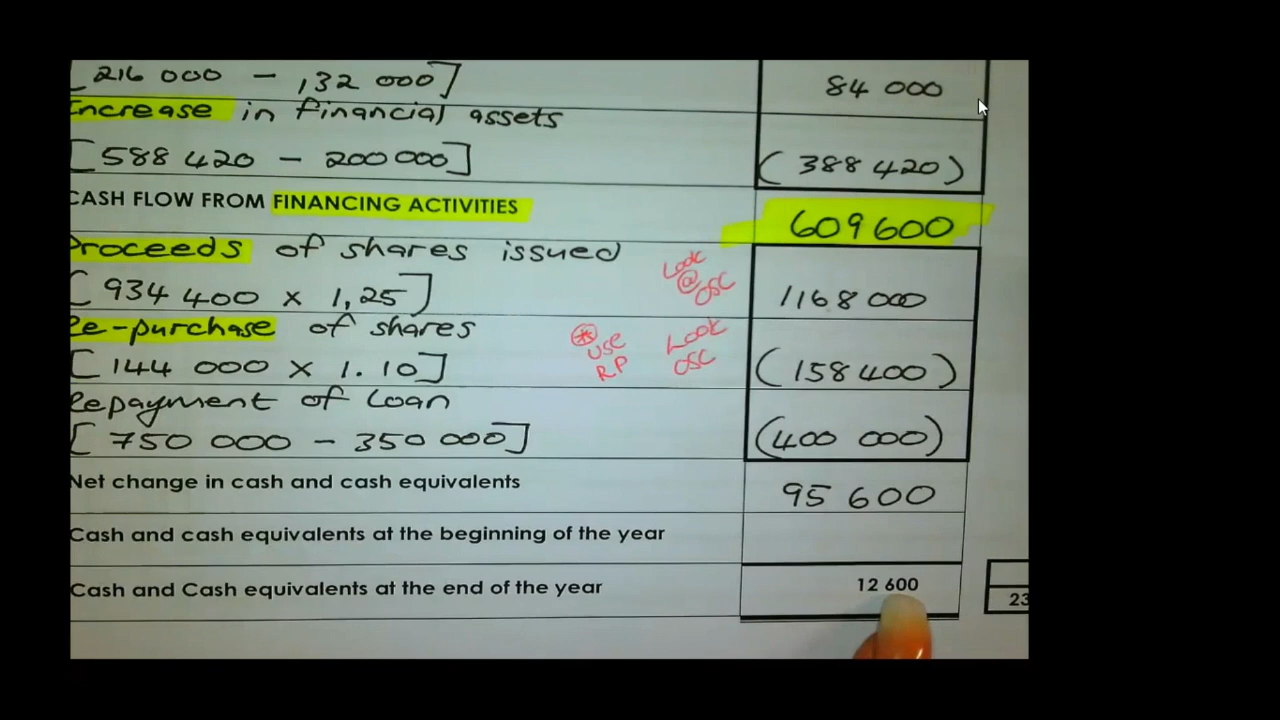 [216 000 - 132 000] 84 000
Increase in financial assets
[588 420 - 200 000] (388 420)
CASH FLOW FROM FINANCING ACTIVITIES 609 600
Proceeds of shares issued
[934 400 x 1,25] Look @ OSC 1168 000
Re-purchase of shares
[144 000 x 1.10] * USE RP Look OSC (158 400)
Repayment of Loan
[750 000 - 350 000] (400 000)
Net change in cash and cash equivalents 95 600
Cash and cash equivalents at the beginning of the year
Cash and Cash equivalents at the end of the year 12 600
23